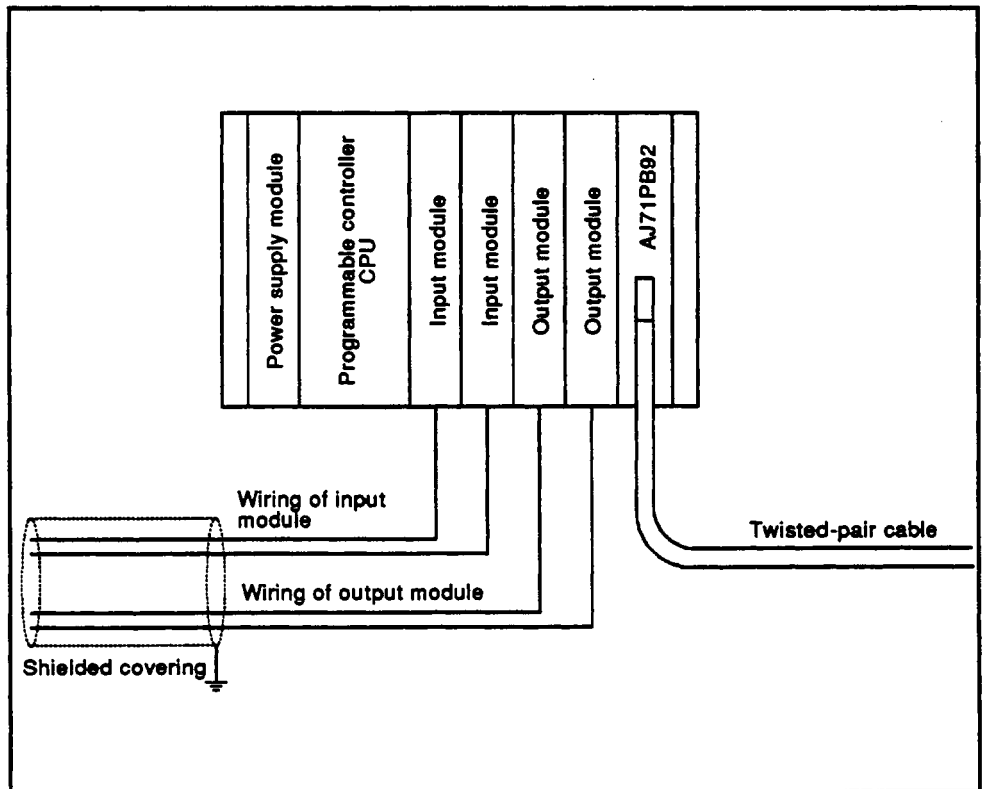 Power supply module
Programmable controller
CPU
Input module
Input module
Output module
Output module
AJ71PB92
Wiring of input
module
Twisted-pair cable
Wiring of output module
Shielded covering